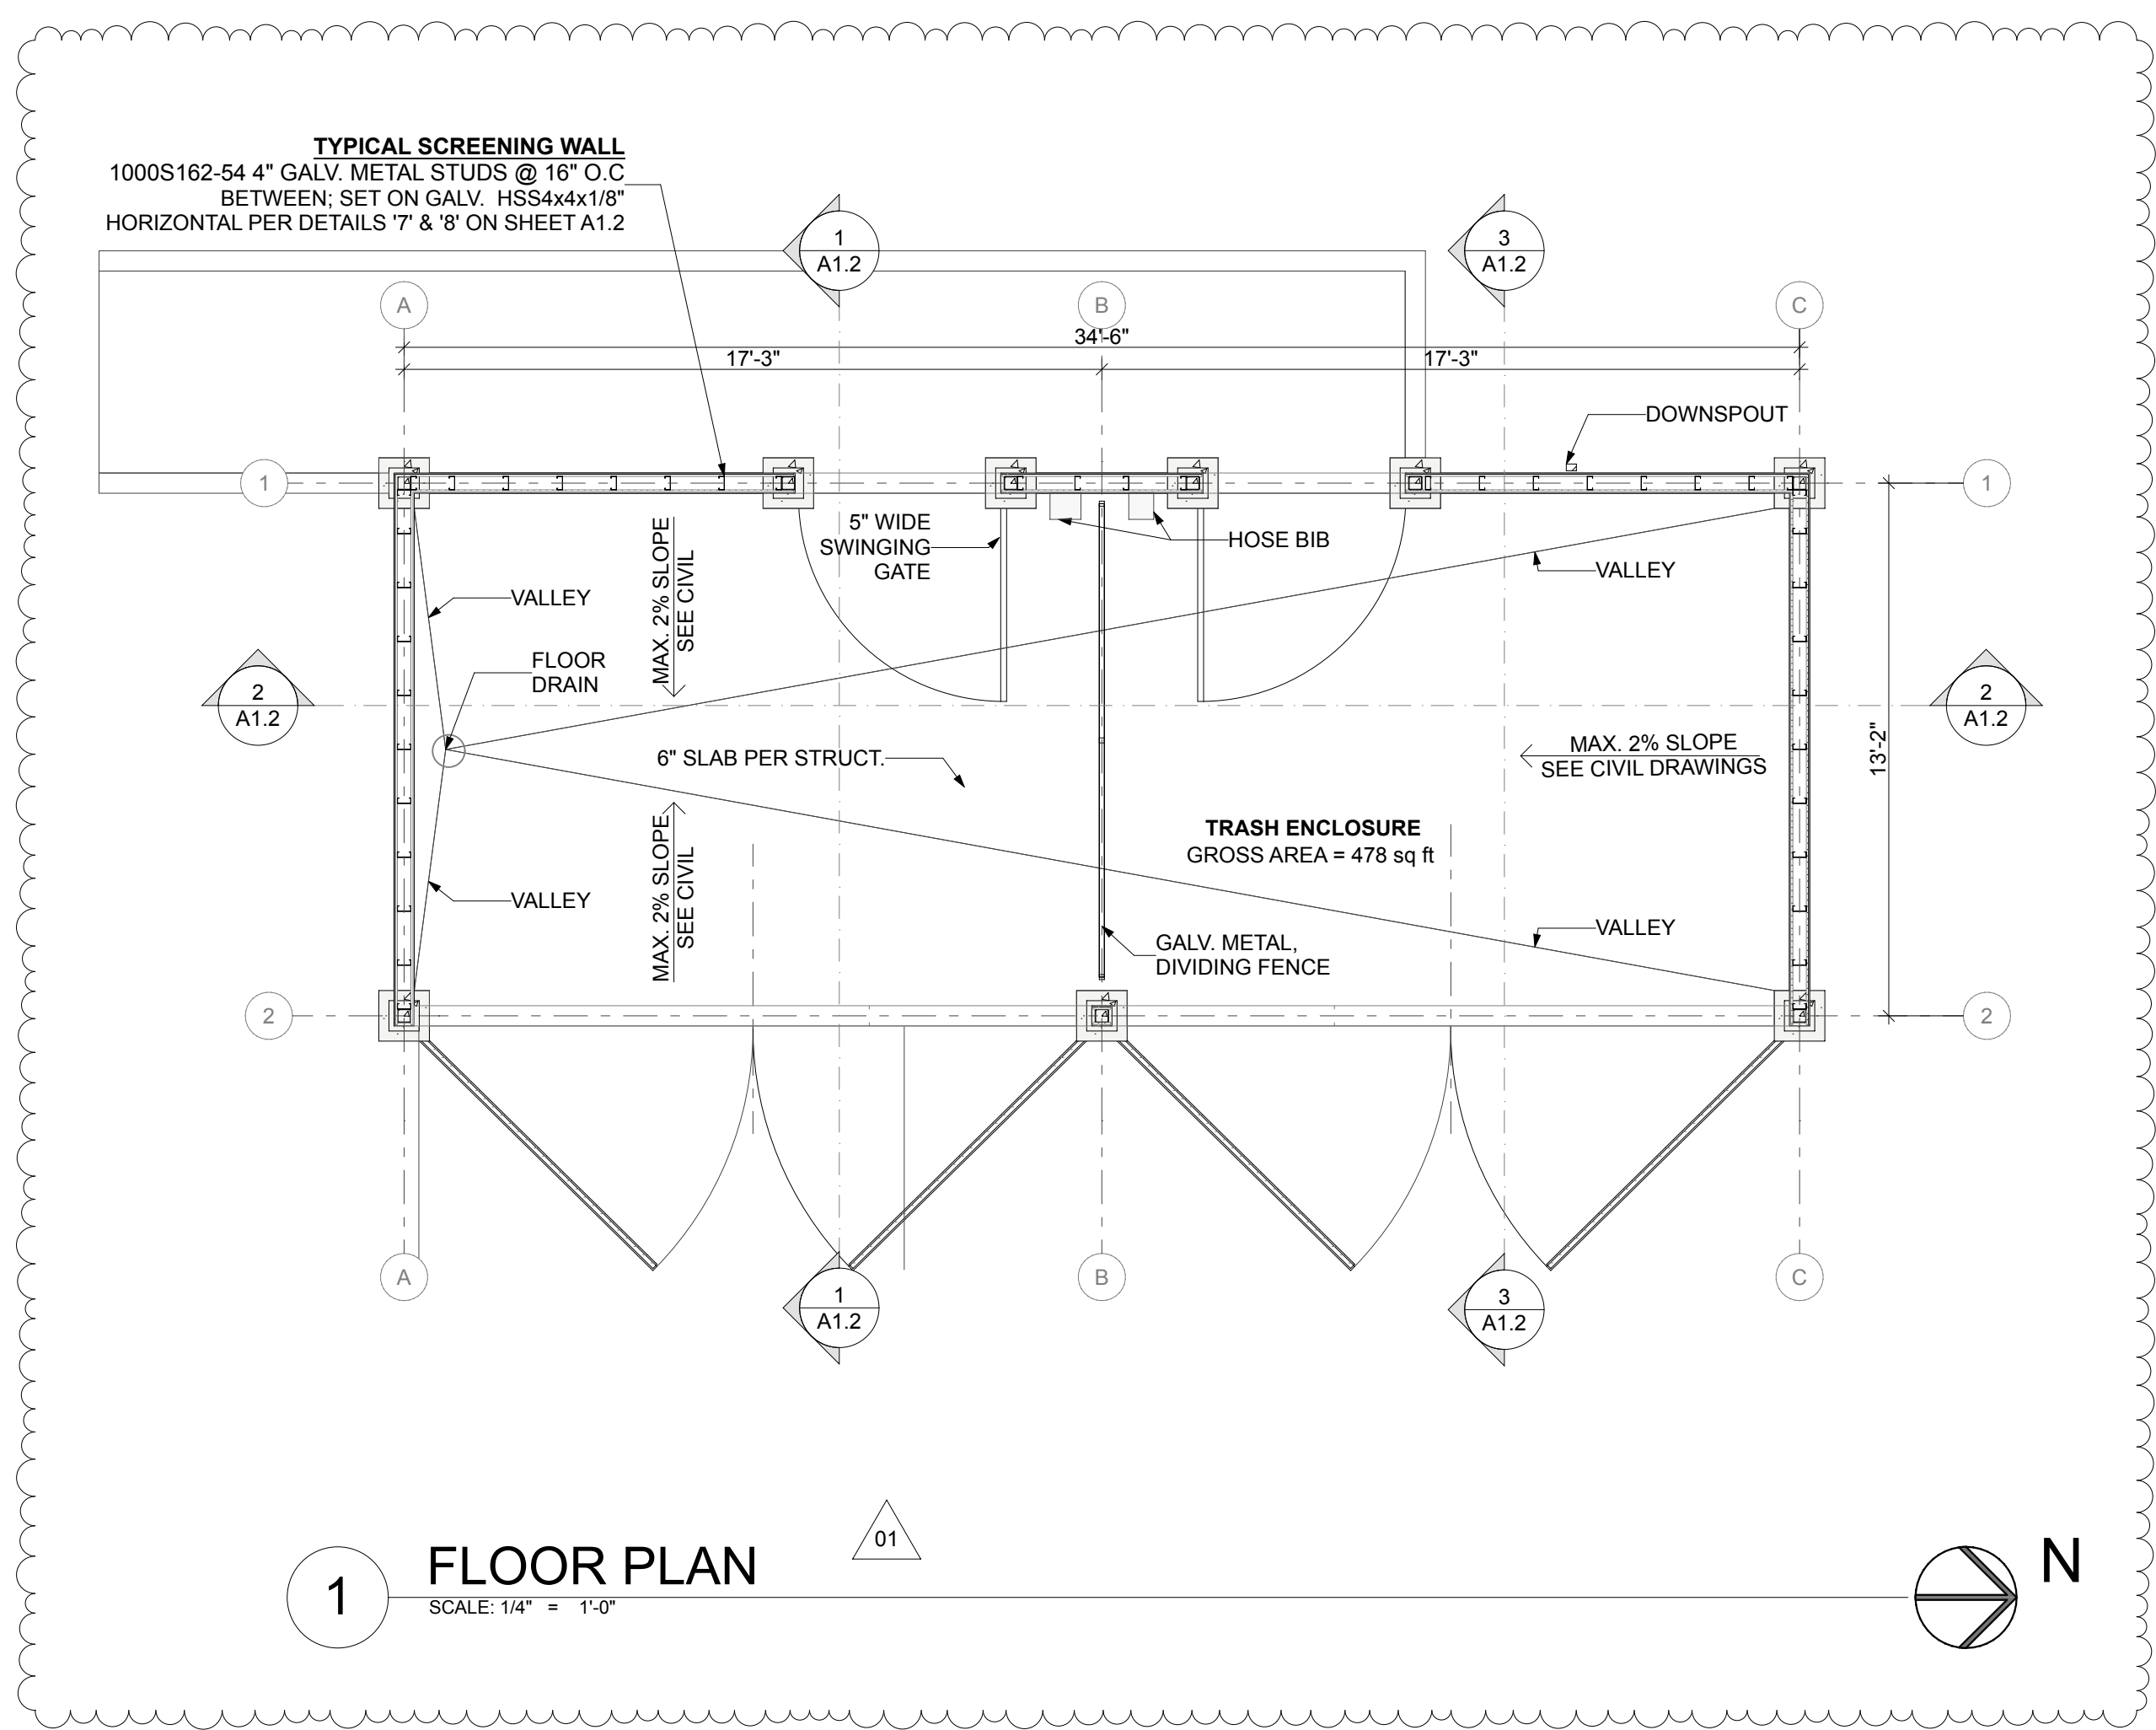 TYPICAL SCREENING WALL
1000S162-54 4" GALV. METAL STUDS @ 16" O.C
BETWEEN; SET ON GALV. HSS4x4x1/8"
HORIZONTAL PER DETAILS '7' & '8' ON SHEET A1.2
1
A1.2
3
A1.2
A
B
C
34'-6"
17'-3"
17'-3"
DOWNSPOUT
1
1
5" WIDE
SWINGING
GATE
HOSE BIB
VALLEY
VALLEY
MAX. 2% SLOPE
SEE CIVIL
FLOOR
DRAIN
2
A1.2
2
A1.2
6" SLAB PER STRUCT.
MAX. 2% SLOPE
SEE CIVIL DRAWINGS
13'-2"
TRASH ENCLOSURE
GROSS AREA = 478 sq ft
MAX. 2% SLOPE
SEE CIVIL
VALLEY
VALLEY
GALV. METAL,
DIVIDING FENCE
2
2
A
B
C
1
A1.2
3
A1.2
01
1
FLOOR PLAN
SCALE: 1/4" = 1'-0"
N